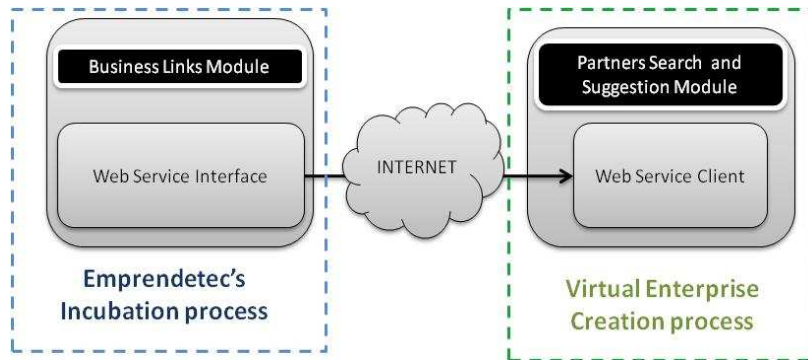 Business Links Module
Web Service Interface
Emprendetec's
Incubation process
INTERNET
Partners Search and
Suggestion Module
Web Service Client
Virtual Enterprise
Creation process